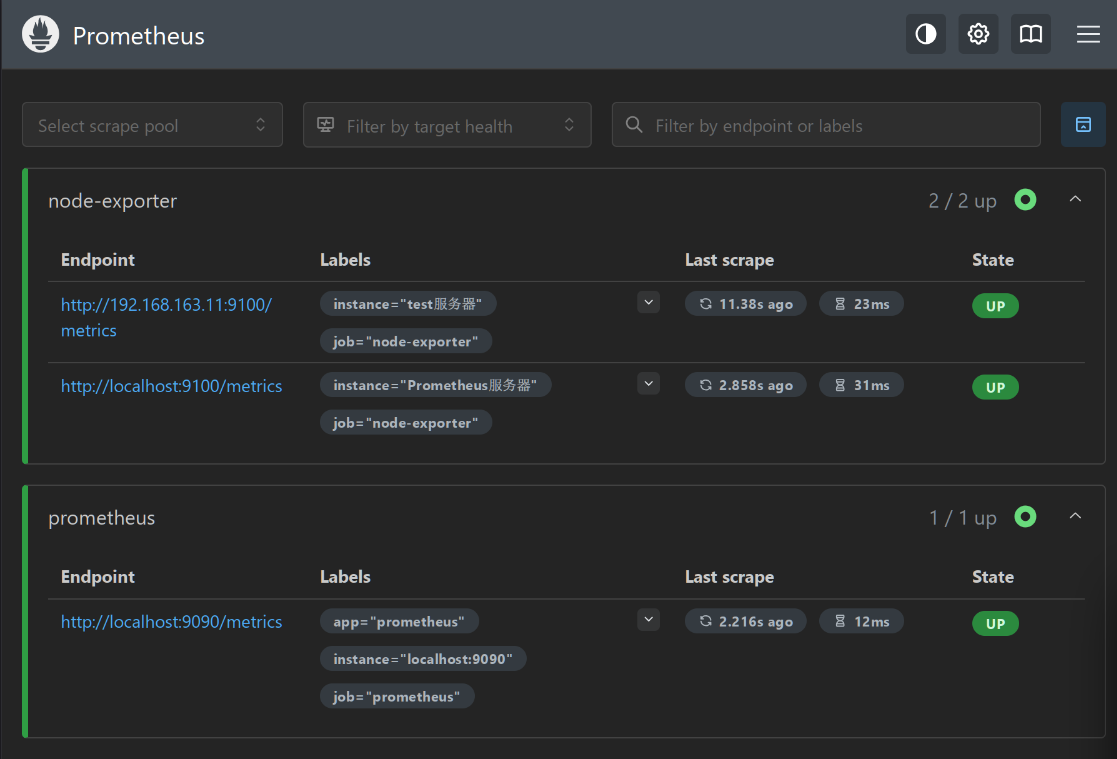 Prometheus
Select scrape pool
Filter by target health
Filter by endpoint or labels
node-exporter
2 / 2 up
Endpoint Labels Last scrape State
http://192.168.163.11:9100/ instance="test服务器" 11.38s ago 23ms UP
metrics
job="node-exporter"
http://localhost:9100/metrics instance="Prometheus服务器" 2.858s ago 31ms UP
job="node-exporter"
prometheus
1 / 1 up
Endpoint Labels Last scrape State
http://localhost:9090/metrics app="prometheus" 2.216s ago 12ms UP
instance="localhost:9090"
job="prometheus"